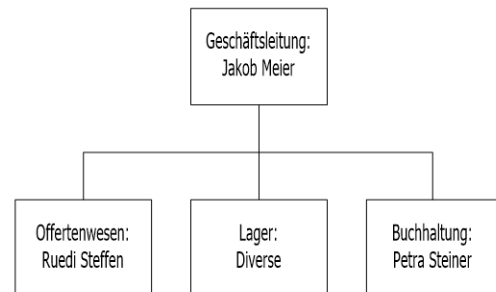 Geschäftsleitung:
Jakob Meier
Offertenwesen:
Ruedi Steffen
Lager:
Diverse
Buchhaltung:
Petra Steiner